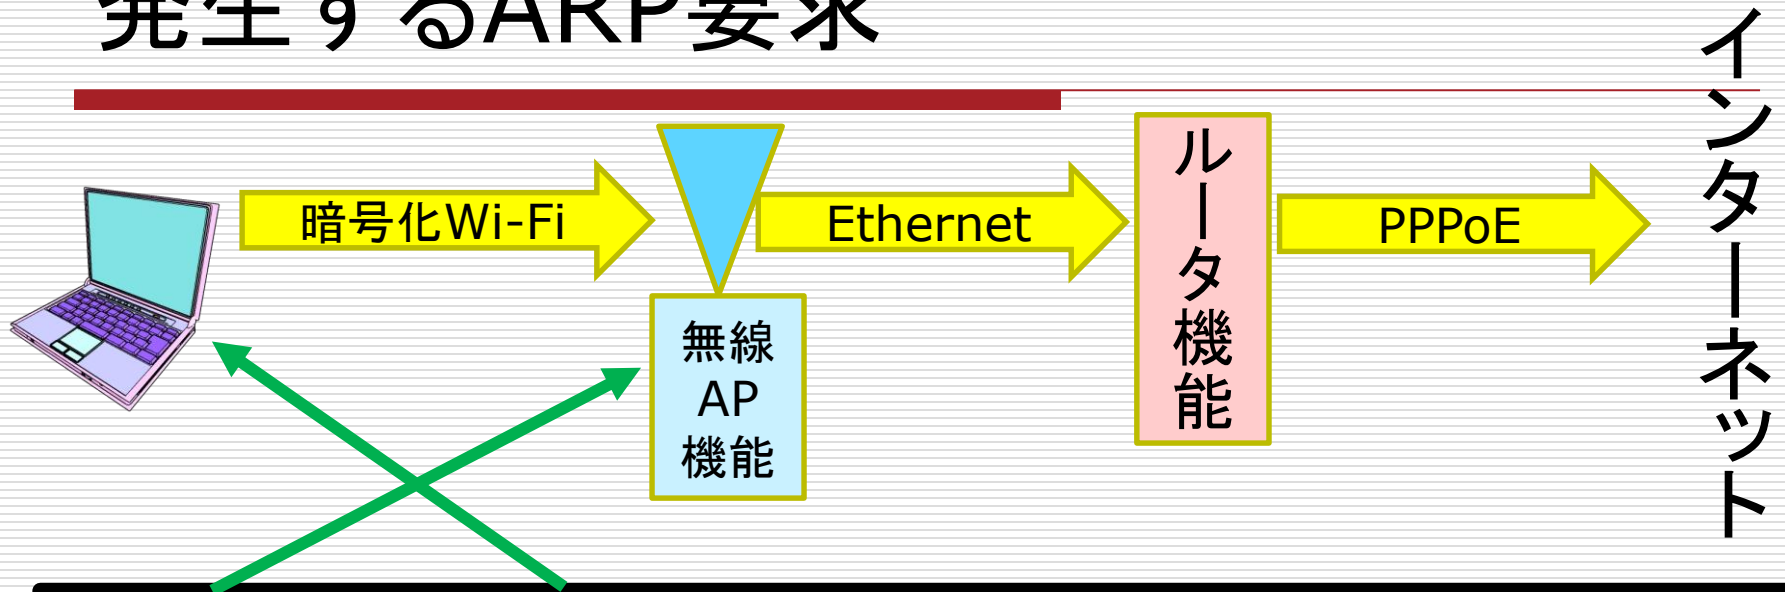 発生するARP要求
暗号化Wi-Fi
Ethernet
PPPoE
無線
AP
機能
ルータ機能
インターネット